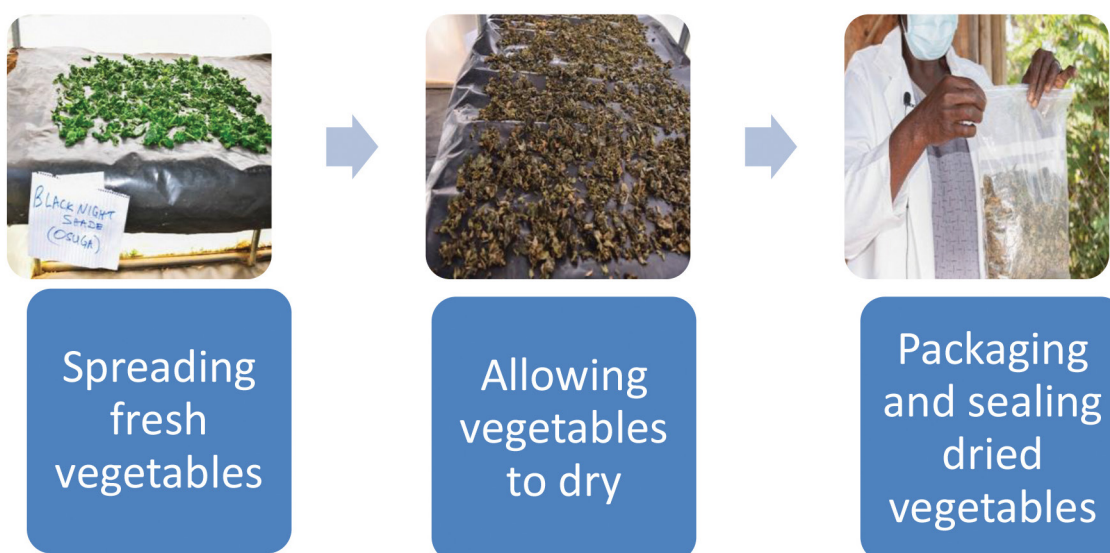 BLACK NIGHT
SHADE
(OSUGA)
Spreading
fresh
vegetables
Allowing
vegetables
to dry
Packaging
and sealing
dried
vegetables